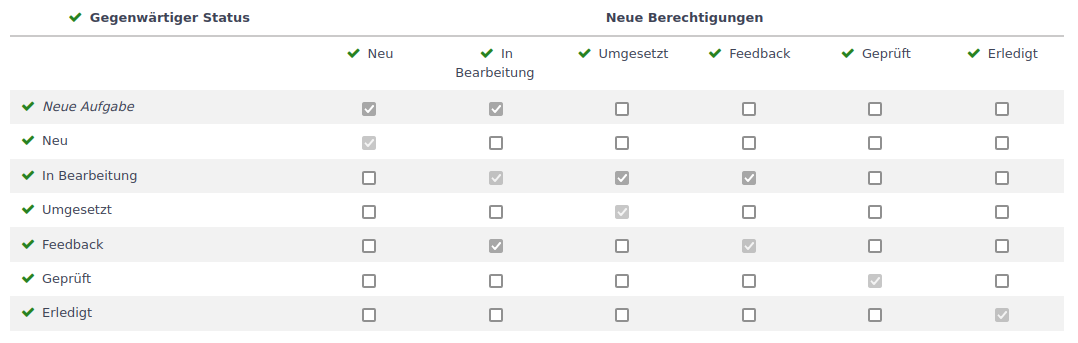 Gegenwärtiger Status
Neue Berechtigungen
Neu
In
Bearbeitung
Umgesetzt
Feedback
Geprüft
Erledigt
Neue Aufgabe
Neu
In Bearbeitung
Umgesetzt
Feedback
Geprüft
Erledigt